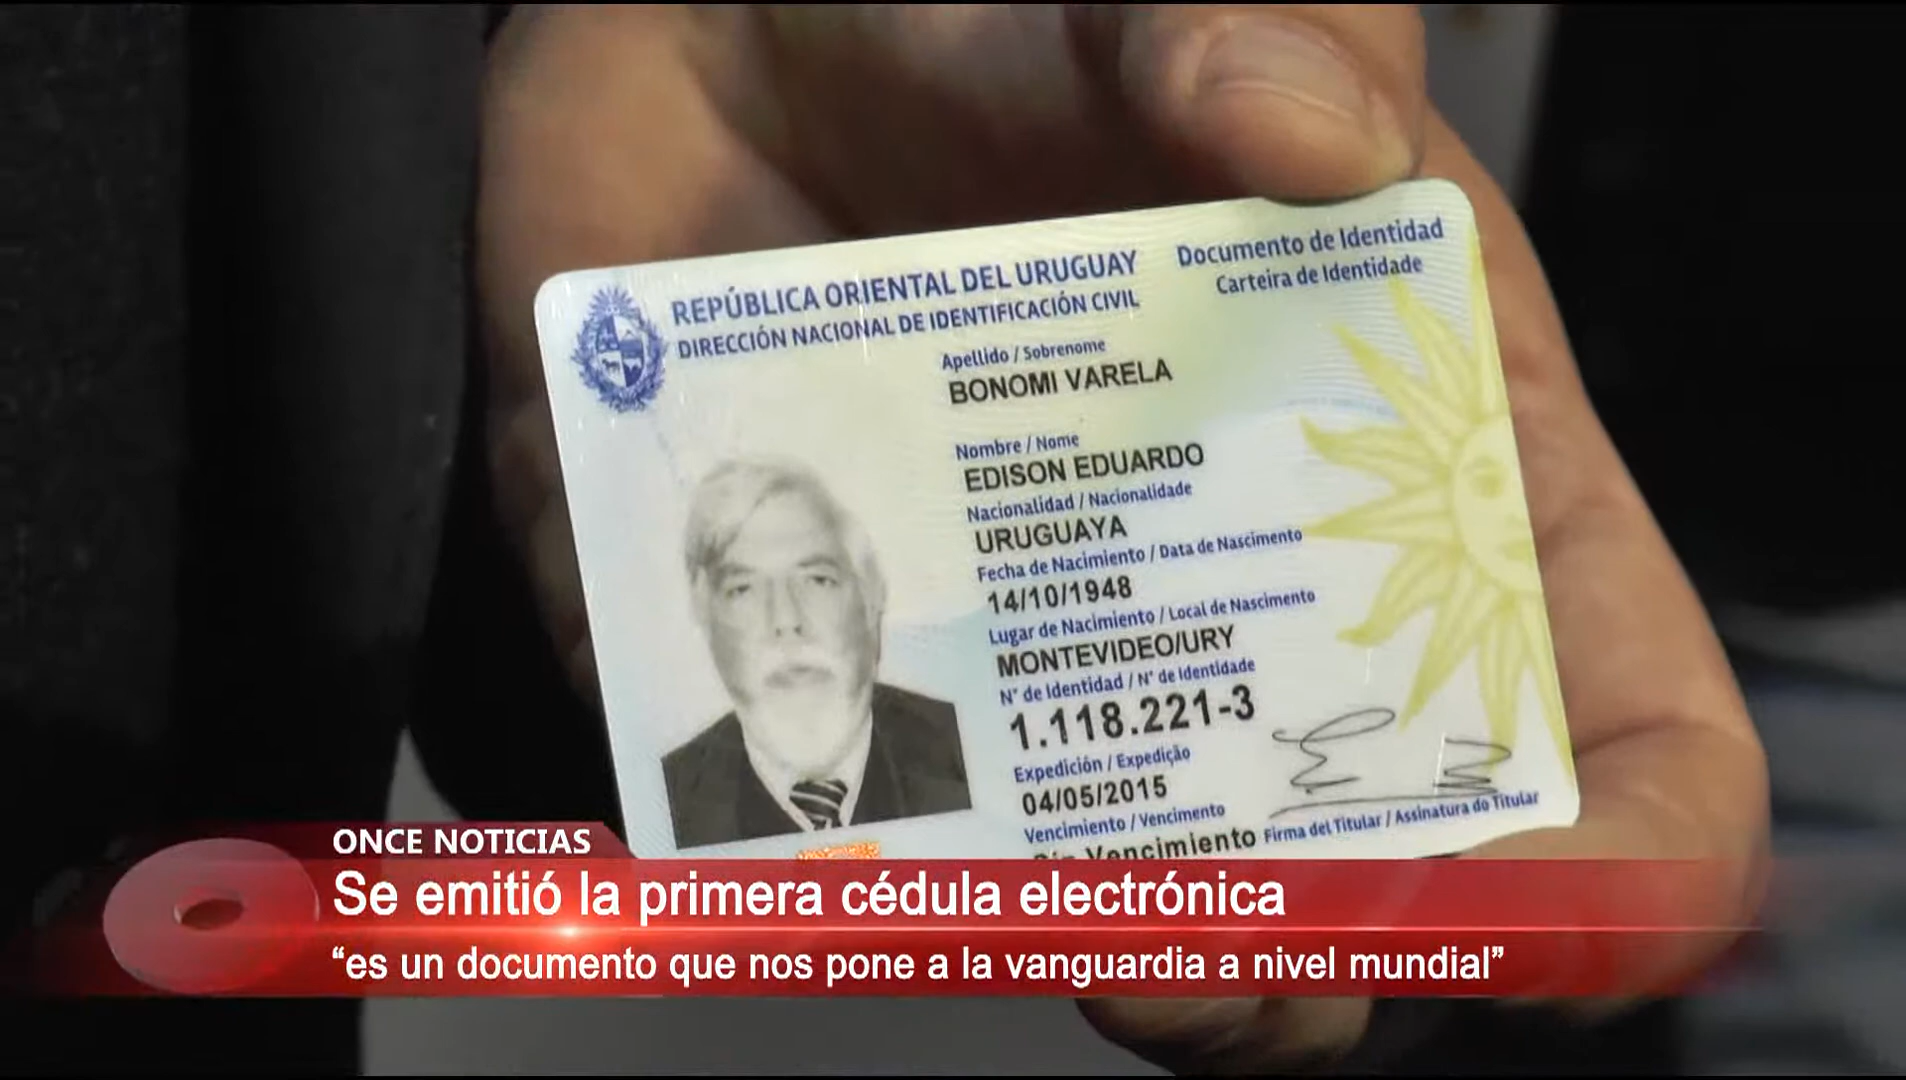 REPÚBLICA ORIENTAL DEL URUGUAY
DIRECCIÓN NACIONAL DE IDENTIFICACIÓN CIVIL
Documento de Identidad
Carteira de Identidade
Apellido / Sobrenome
BONOMI VARELA
Nombre / Nome
EDISON EDUARDO
Nacionalidad / Nacionalidade
URUGUAYA
Fecha de Nacimiento / Data de Nascimento
14/10/1948
Lugar de Nacimiento / Local de Nascimento
MONTEVIDEO/URY
N° de Identidad / N° de Identidade
1.118.221-3
Expedición / Expedição
04/05/2015
Vencimiento / Vencimento
Sin Vencimiento
Firma del Titular / Assinatura do Titular
ONCE NOTICIAS
Se emitió la primera cédula electrónica
“es un documento que nos pone a la vanguardia a nivel mundial”